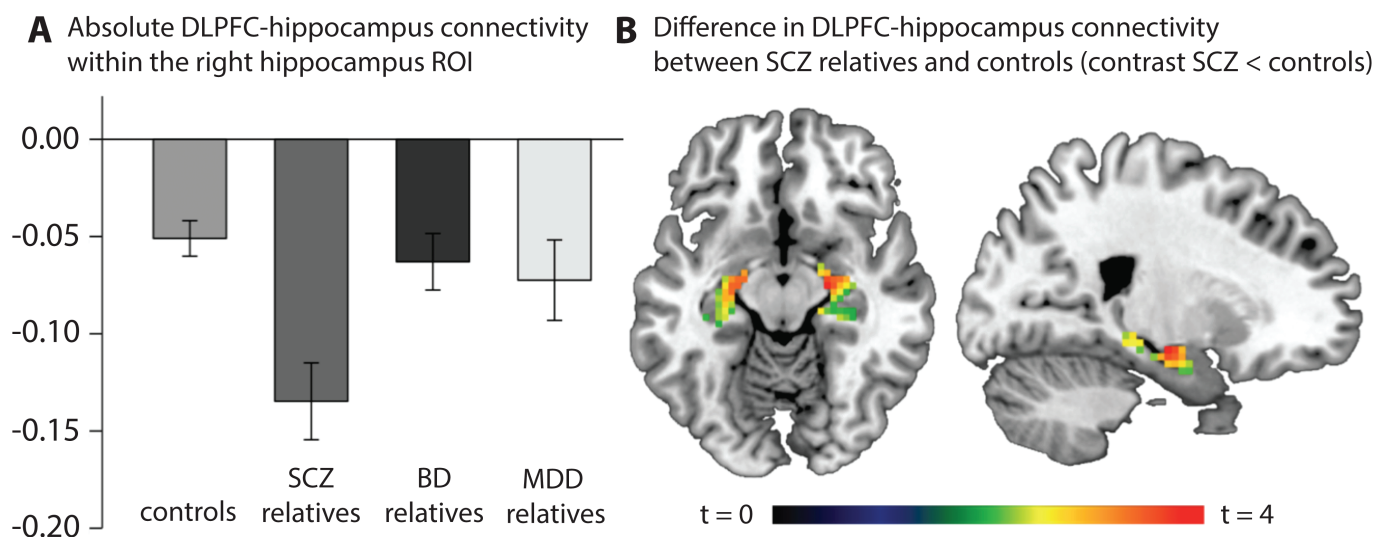 A Absolute DLPFC-hippocampus connectivity
within the right hippocampus ROI
0.00
-0.05
-0.10
-0.15
-0.20
controls
SCZ
relatives
BD
relatives
MDD
relatives
B Difference in DLPFC-hippocampus connectivity
between SCZ relatives and controls (contrast SCZ < controls)
t = 0
t = 4